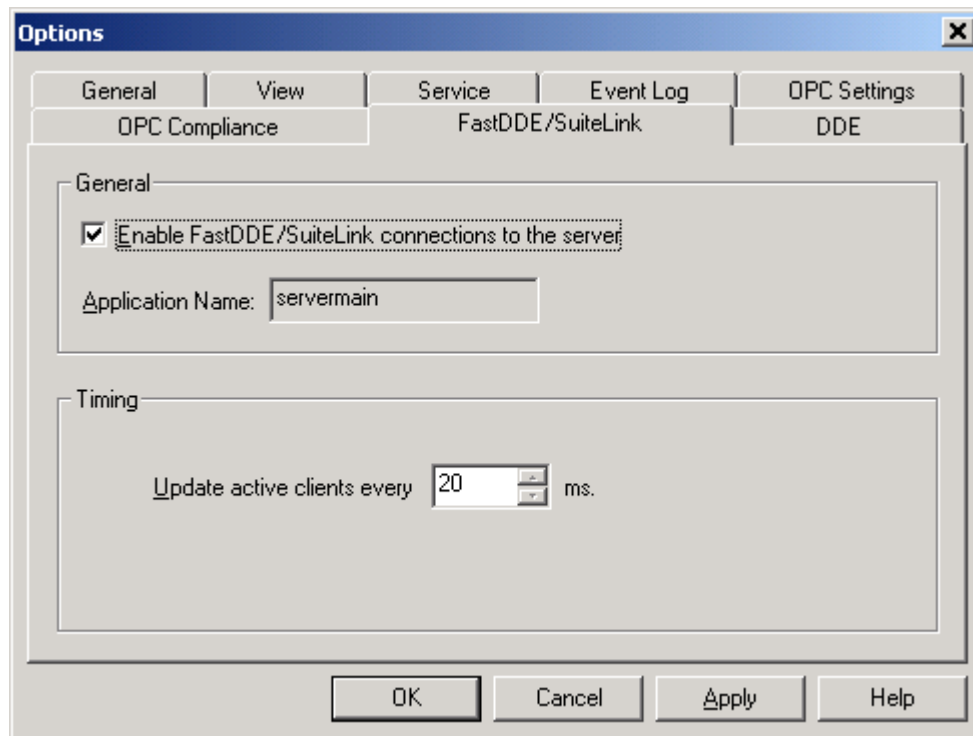 Options
General View Service Event Log OPC Settings
OPC Compliance FastDDE/SuiteLink DDE
General
Enable FastDDE/SuiteLink connections to the server
Application Name: servermain
Timing
Update active clients every 20 ms.
OK Cancel Apply Help